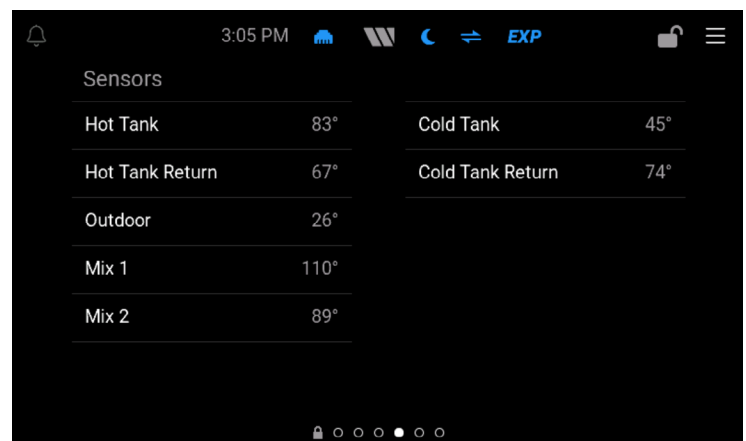 3:05 PM EXP
Sensors
Hot Tank 83°
Cold Tank 45°
Hot Tank Return 67°
Cold Tank Return 74°
Outdoor 26°
Mix 1 110°
Mix 2 89°